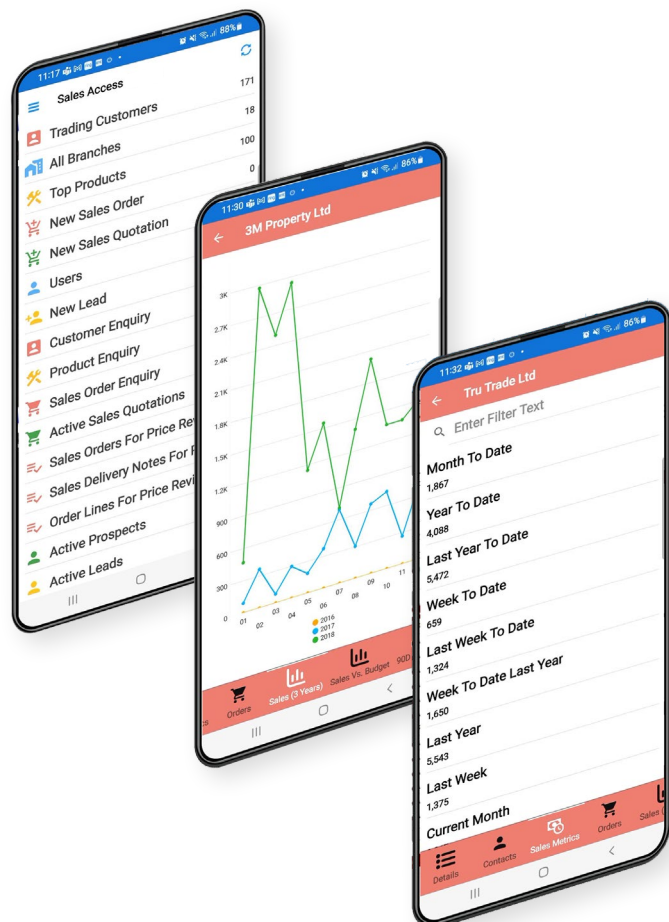 11:17
88%
Sales Access
Trading Customers
171
All Branches
18
Top Products
100
New Sales Order
0
New Sales Quotation
Users
New Lead
Customer Enquiry
Product Enquiry
Sales Order Enquiry
Active Sales Quotations
Sales Orders For Price Rev
Sales Delivery Notes For
Order Lines For Price Revi
Active Prospects
Active Leads
11:30
86%
3M Property Ltd
3K
2.7K
2.4K
2.1K
1.8K
1.5K
1.2K
900
600
300
0
01 02 03 04 05 06 07 08 09 10 11
2016
2017
2018
cs
Orders
Sales (3 Years)
Sales Vs. Budget
90D
11:32
86%
Tru Trade Ltd
Enter Filter Text
Month To Date
1,867
Year To Date
4,088
Last Year To Date
5,472
Week To Date
659
Last Week To Date
1,324
Week To Date Last Year
1,650
Last Year
5,543
Last Week
1,375
Current Month
Details
Contacts
Sales Metrics
Orders
Sales (